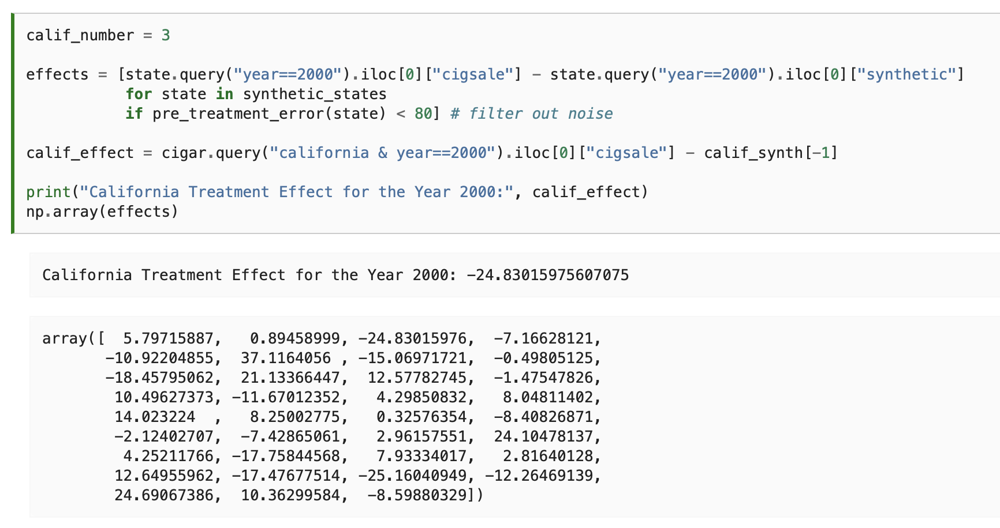 calif_number = 3
effects = [state.query("year==2000").iloc[0]["cigsale"] - state.query("year==2000").iloc[0]["synthetic"]
           for state in synthetic_states
           if pre_treatment_error(state) < 80] # filter out noise
calif_effect = cigar.query("california & year==2000").iloc[0]["cigsale"] - calif_synth[-1]
print("California Treatment Effect for the Year 2000:", calif_effect)
np.array(effects)
California Treatment Effect for the Year 2000: -24.83015975607075
array([  5.79715887,   0.89458999, -24.83015976,  -7.16628121,
       -10.92204855,  37.1164056 , -15.06971721,  -0.49805125,
       -18.45795062,  21.13366447,  12.57782745,  -1.47547826,
        10.49627373, -11.67012352,   4.29850832,   8.04811402,
        14.023224  ,   8.25002775,   0.32576354,  -8.40826871,
        -2.12402707,  -7.42865061,   2.96157551,  24.10478137,
         4.25211766, -17.75844568,   7.93334017,   2.81640128,
        12.64955962, -17.47677514, -25.16040949, -12.26469139,
        24.69067386,  10.36299584,  -8.59880329])